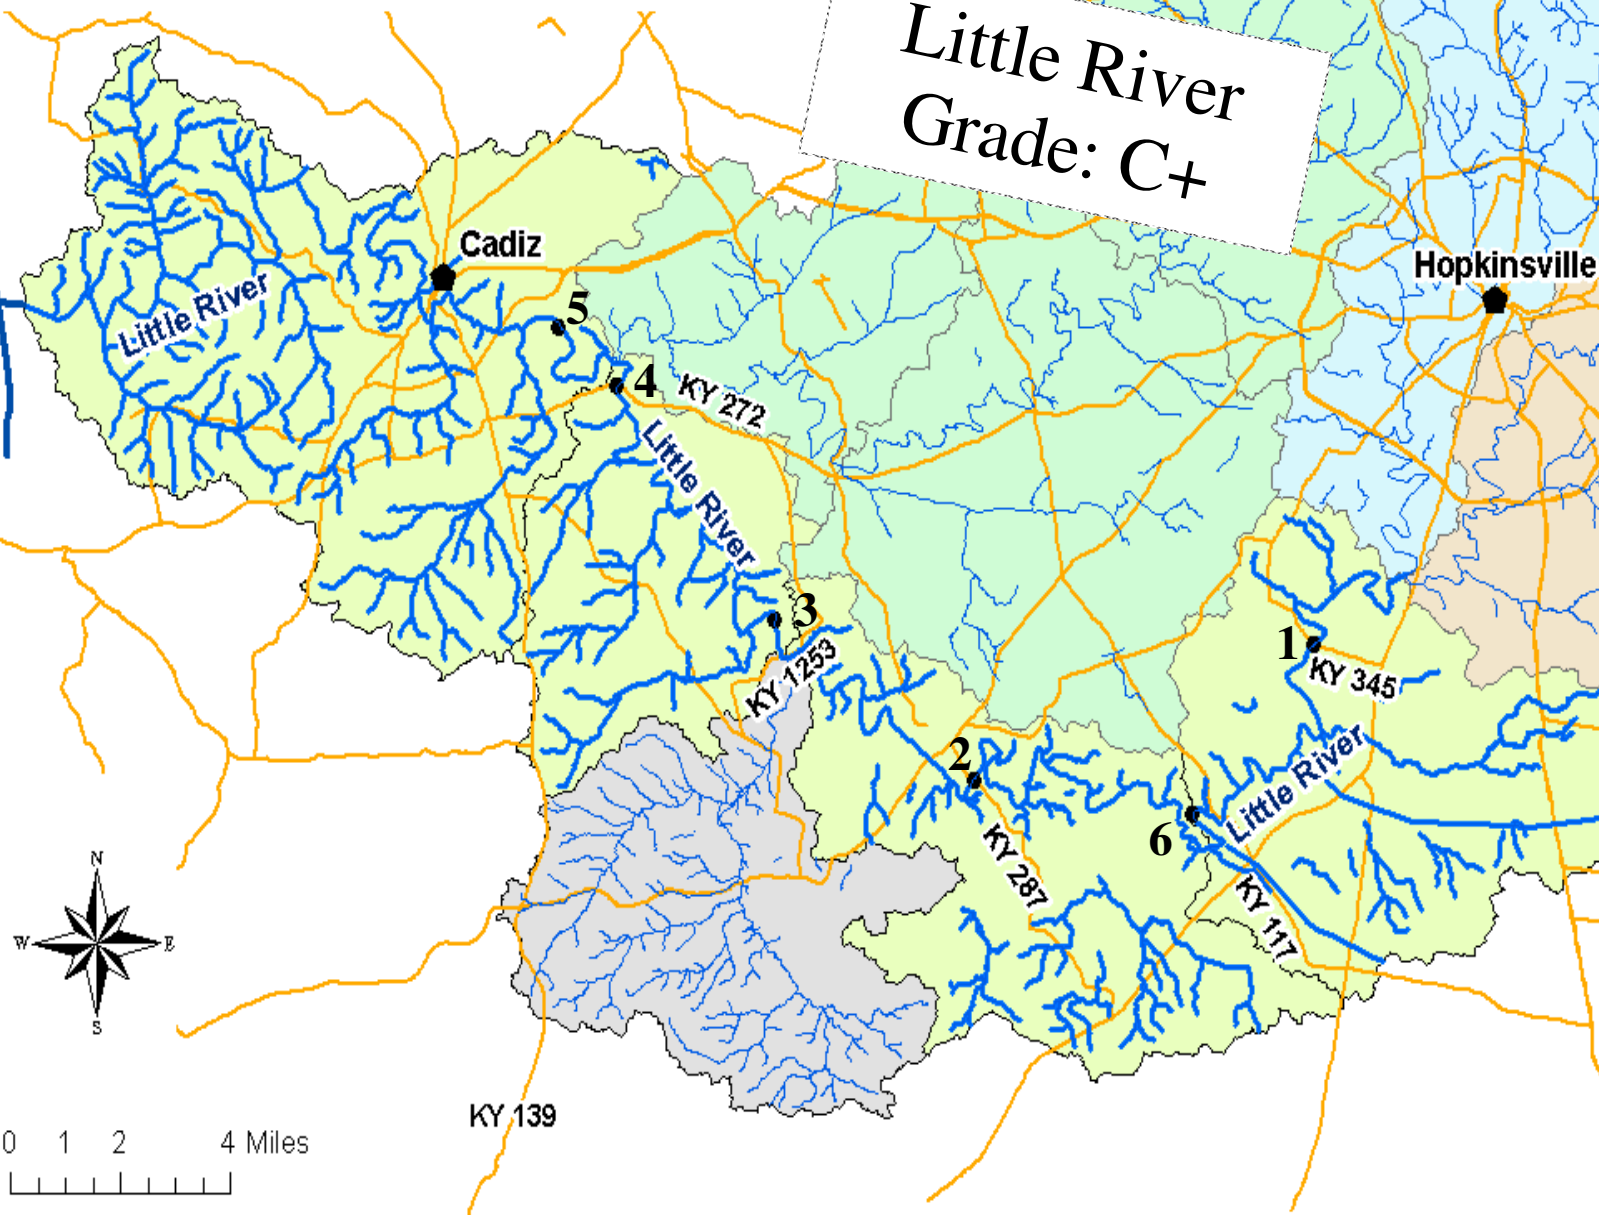 Little River
Grade: C+
Hopkinsville
Cadiz
5
Little River
4
KY 272
Little River
3
1
KY 1253
KY 345
2
Little River
6
KY 287
KY 117
N
W
E
S
KY 139
0 1 2 4 Miles